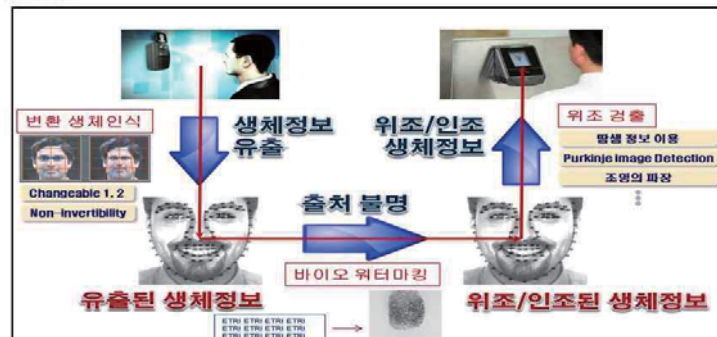 변환 생체인식
Changeable 1, 2
Non-Invertibility
생체정보
유출
위조/인조
생체정보
위조 검출
땀샘 정보 이용
Purkinje Image Detection
조명의 파장
출처 불명
바이오 워터마킹
유출된 생체정보
위조/인조된 생체정보
ETRI ETRI ETRI ETRI
ETRI ETRI ETRI ETRI
ETRI ETRI ETRI ETRI